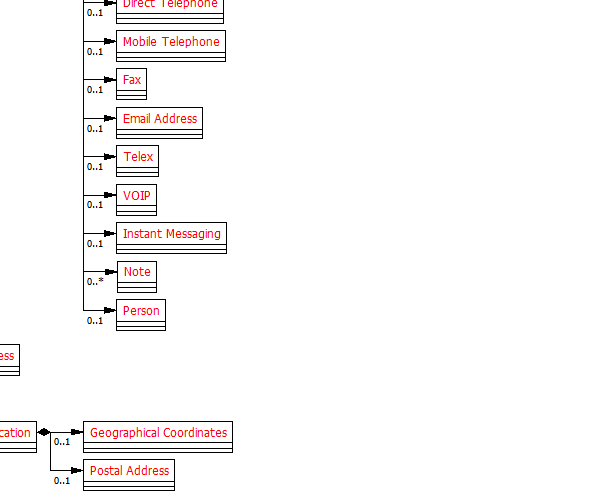 Direct Telephone
0..1
Mobile Telephone
0..1
Fax
0..1
Email Address
0..1
Telex
0..1
VOIP
0..1
Instant Messaging
0..1
Note
0..*
Person
0..1
ess
cation
Geographical Coordinates
0..1
Postal Address
0..1